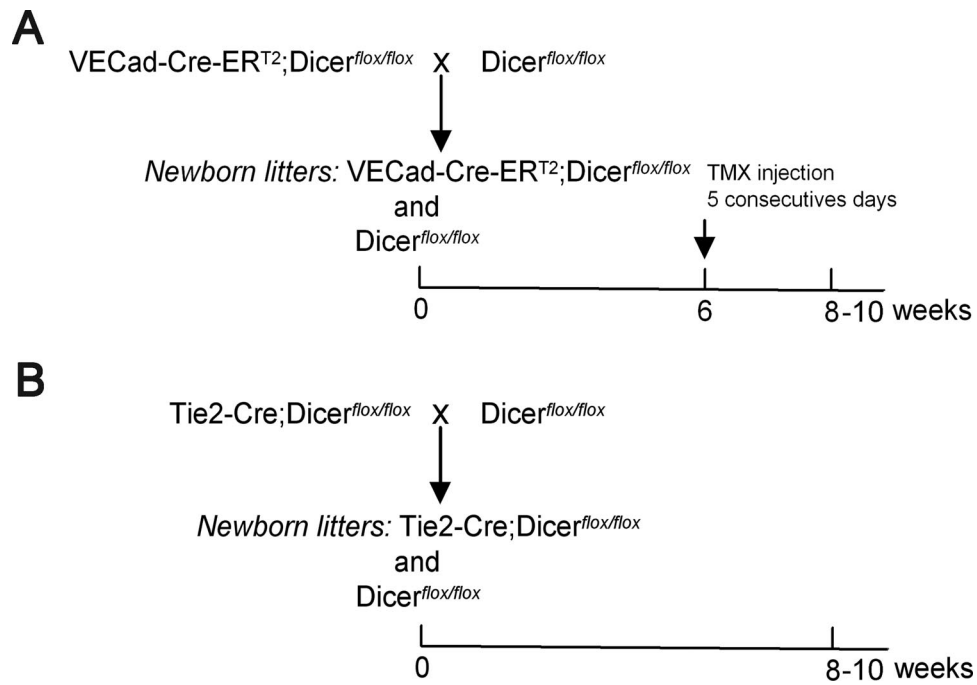 A
VECad-Cre-ERT2;Dicerflox/flox X Dicerflox/flox
Newborn litters: VECad-Cre-ERT2;Dicerflox/flox
TMX injection
5 consecutives days
and
Dicerflox/flox
0 6 8-10 weeks
B
Tie2-Cre;Dicerflox/flox X Dicerflox/flox
Newborn litters: Tie2-Cre;Dicerflox/flox
and
Dicerflox/flox
0 8-10 weeks